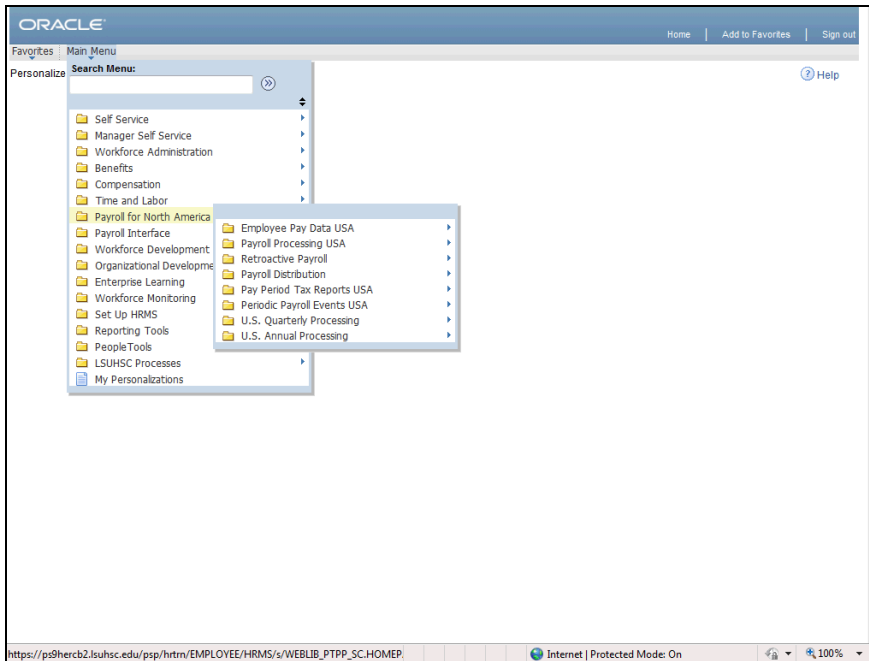 ORACLE
Home | Add to Favorites | Sign out
Favorites Main Menu
Personalize Search Menu:
Help
Self Service
Manager Self Service
Workforce Administration
Benefits
Compensation
Time and Labor
Payroll for North America
Payroll Interface
Workforce Development
Organizational Developme
Enterprise Learning
Workforce Monitoring
Set Up HRMS
Reporting Tools
PeopleTools
LSUHSC Processes
My Personalizations
Employee Pay Data USA
Payroll Processing USA
Retroactive Payroll
Payroll Distribution
Pay Period Tax Reports USA
Periodic Payroll Events USA
U.S. Quarterly Processing
U.S. Annual Processing
https://ps9hercb2.lsuhsc.edu/psp/hrtrn/EMPLOYEE/HRMS/s/WEBLIB_PTPP_SC.HOMEP. Internet | Protected Mode: On 100%